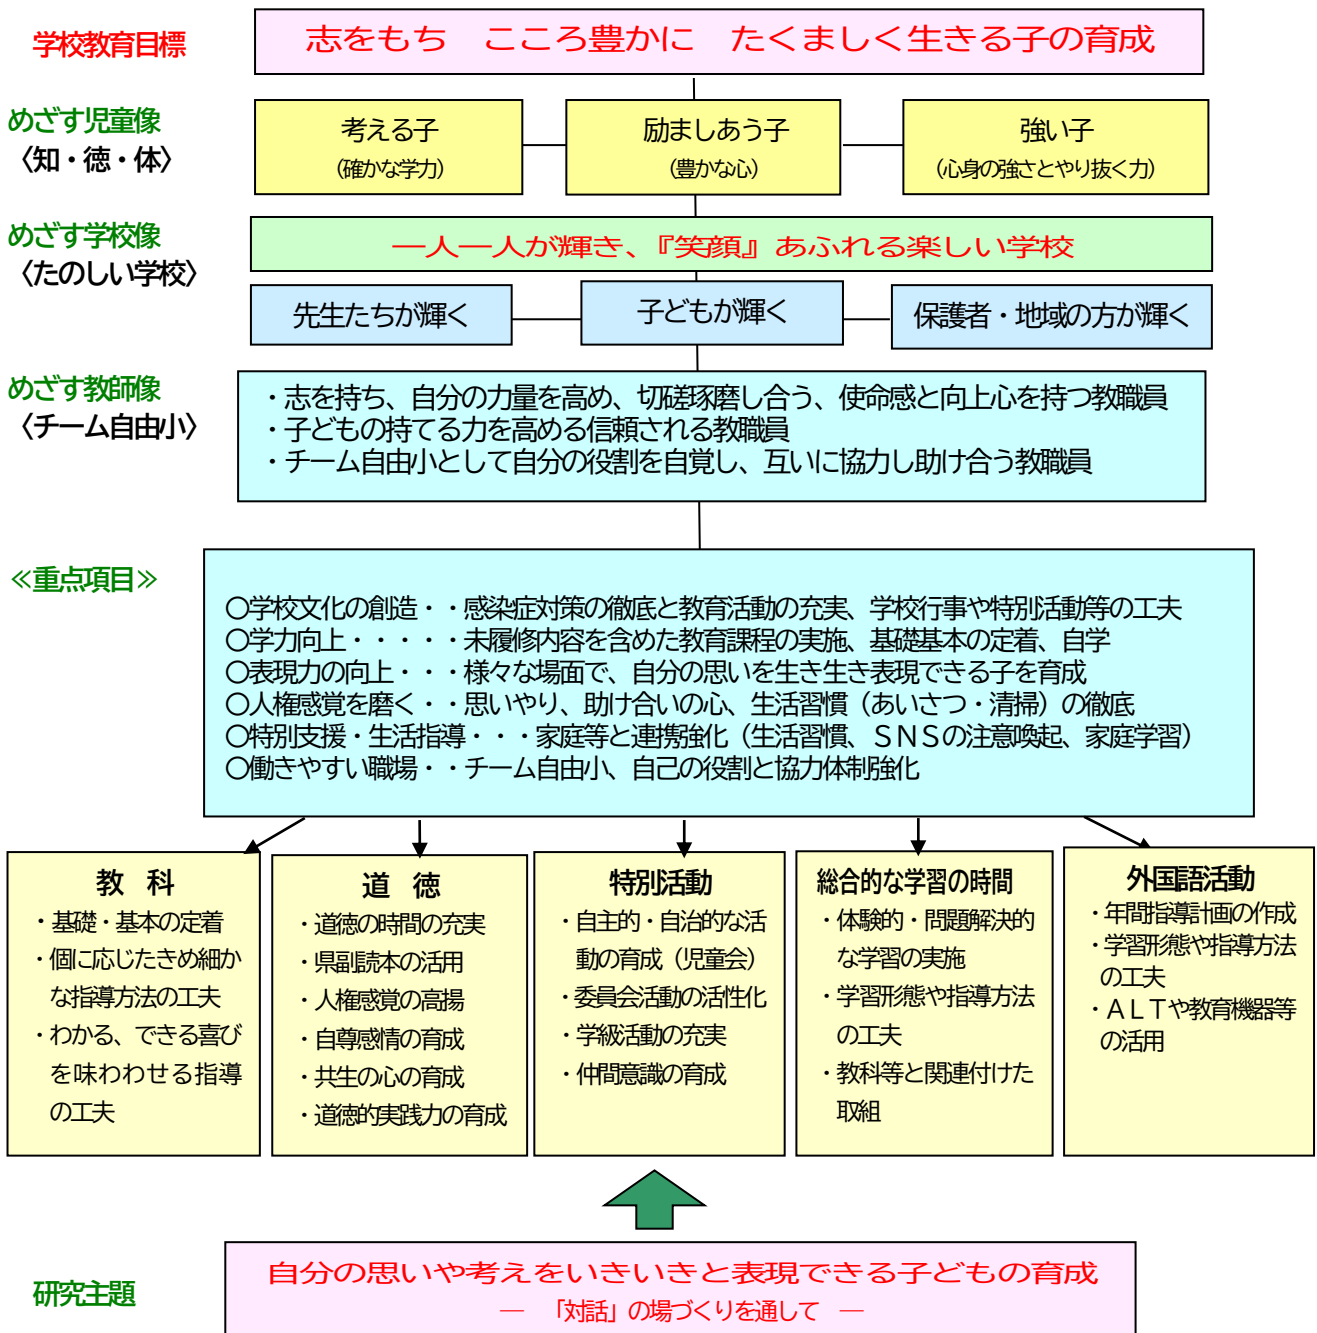 学校教育目標
志をもち　こころ豊かに　たくましく生きる子の育成
めざす児童像
〈知・徳・体〉
考える子
(確かな学力)
励ましあう子
(豊かな心)
強い子
(心身の強さとやり抜く力)
めざす学校像
〈たのしい学校〉
一人一人が輝き、『笑顔』あふれる楽しい学校
先生たちが輝く
子どもが輝く
保護者・地域の方が輝く
めざす教師像
〈チーム自由小〉
・志を持ち、自分の力量を高め、切磋琢磨し合う、使命感と向上心を持つ教職員
・子どもの持てる力を高める信頼される教職員
・チーム自由小として自分の役割を自覚し、互いに協力し助け合う教職員
≪重点項目≫
○学校文化の創造・・感染症対策の徹底と教育活動の充実、学校行事や特別活動等の工夫
○学力向上・・・・・未履修内容を含めた教育課程の実施、基礎基本の定着、自学
○表現力の向上・・・様々な場面で、自分の思いを生き生き表現できる子を育成
○人権感覚を磨く・・思いやり、助け合いの心、生活習慣（あいさつ・清掃）の徹底
○特別支援・生活指導・・・家庭等と連携強化（生活習慣、ＳＮＳの注意喚起、家庭学習）
○働きやすい職場・・チーム自由小、自己の役割と協力体制強化
教　科
・基礎・基本の定着
・個に応じたきめ細か
な指導方法の工夫
・わかる、できる喜び
を味わわせる指導
の工夫
道　徳
・道徳の時間の充実
・県副読本の活用
・人権感覚の高揚
・自尊感情の育成
・共生の心の育成
・道徳的実践力の育成
特別活動
・自主的・自治的な活
動の育成（児童会）
・委員会活動の活性化
・学級活動の充実
・仲間意識の育成
総合的な学習の時間
・体験的・問題解決的
な学習の実施
・学習形態や指導方法
の工夫
・教科等と関連付けた
取組
外国語活動
・年間指導計画の作成
・学習形態や指導方法
の工夫
・ＡＬＴや教育機器等
の活用
研究主題
自分の思いや考えをいきいきと表現できる子どもの育成
―　「対話」の場づくりを通して　―